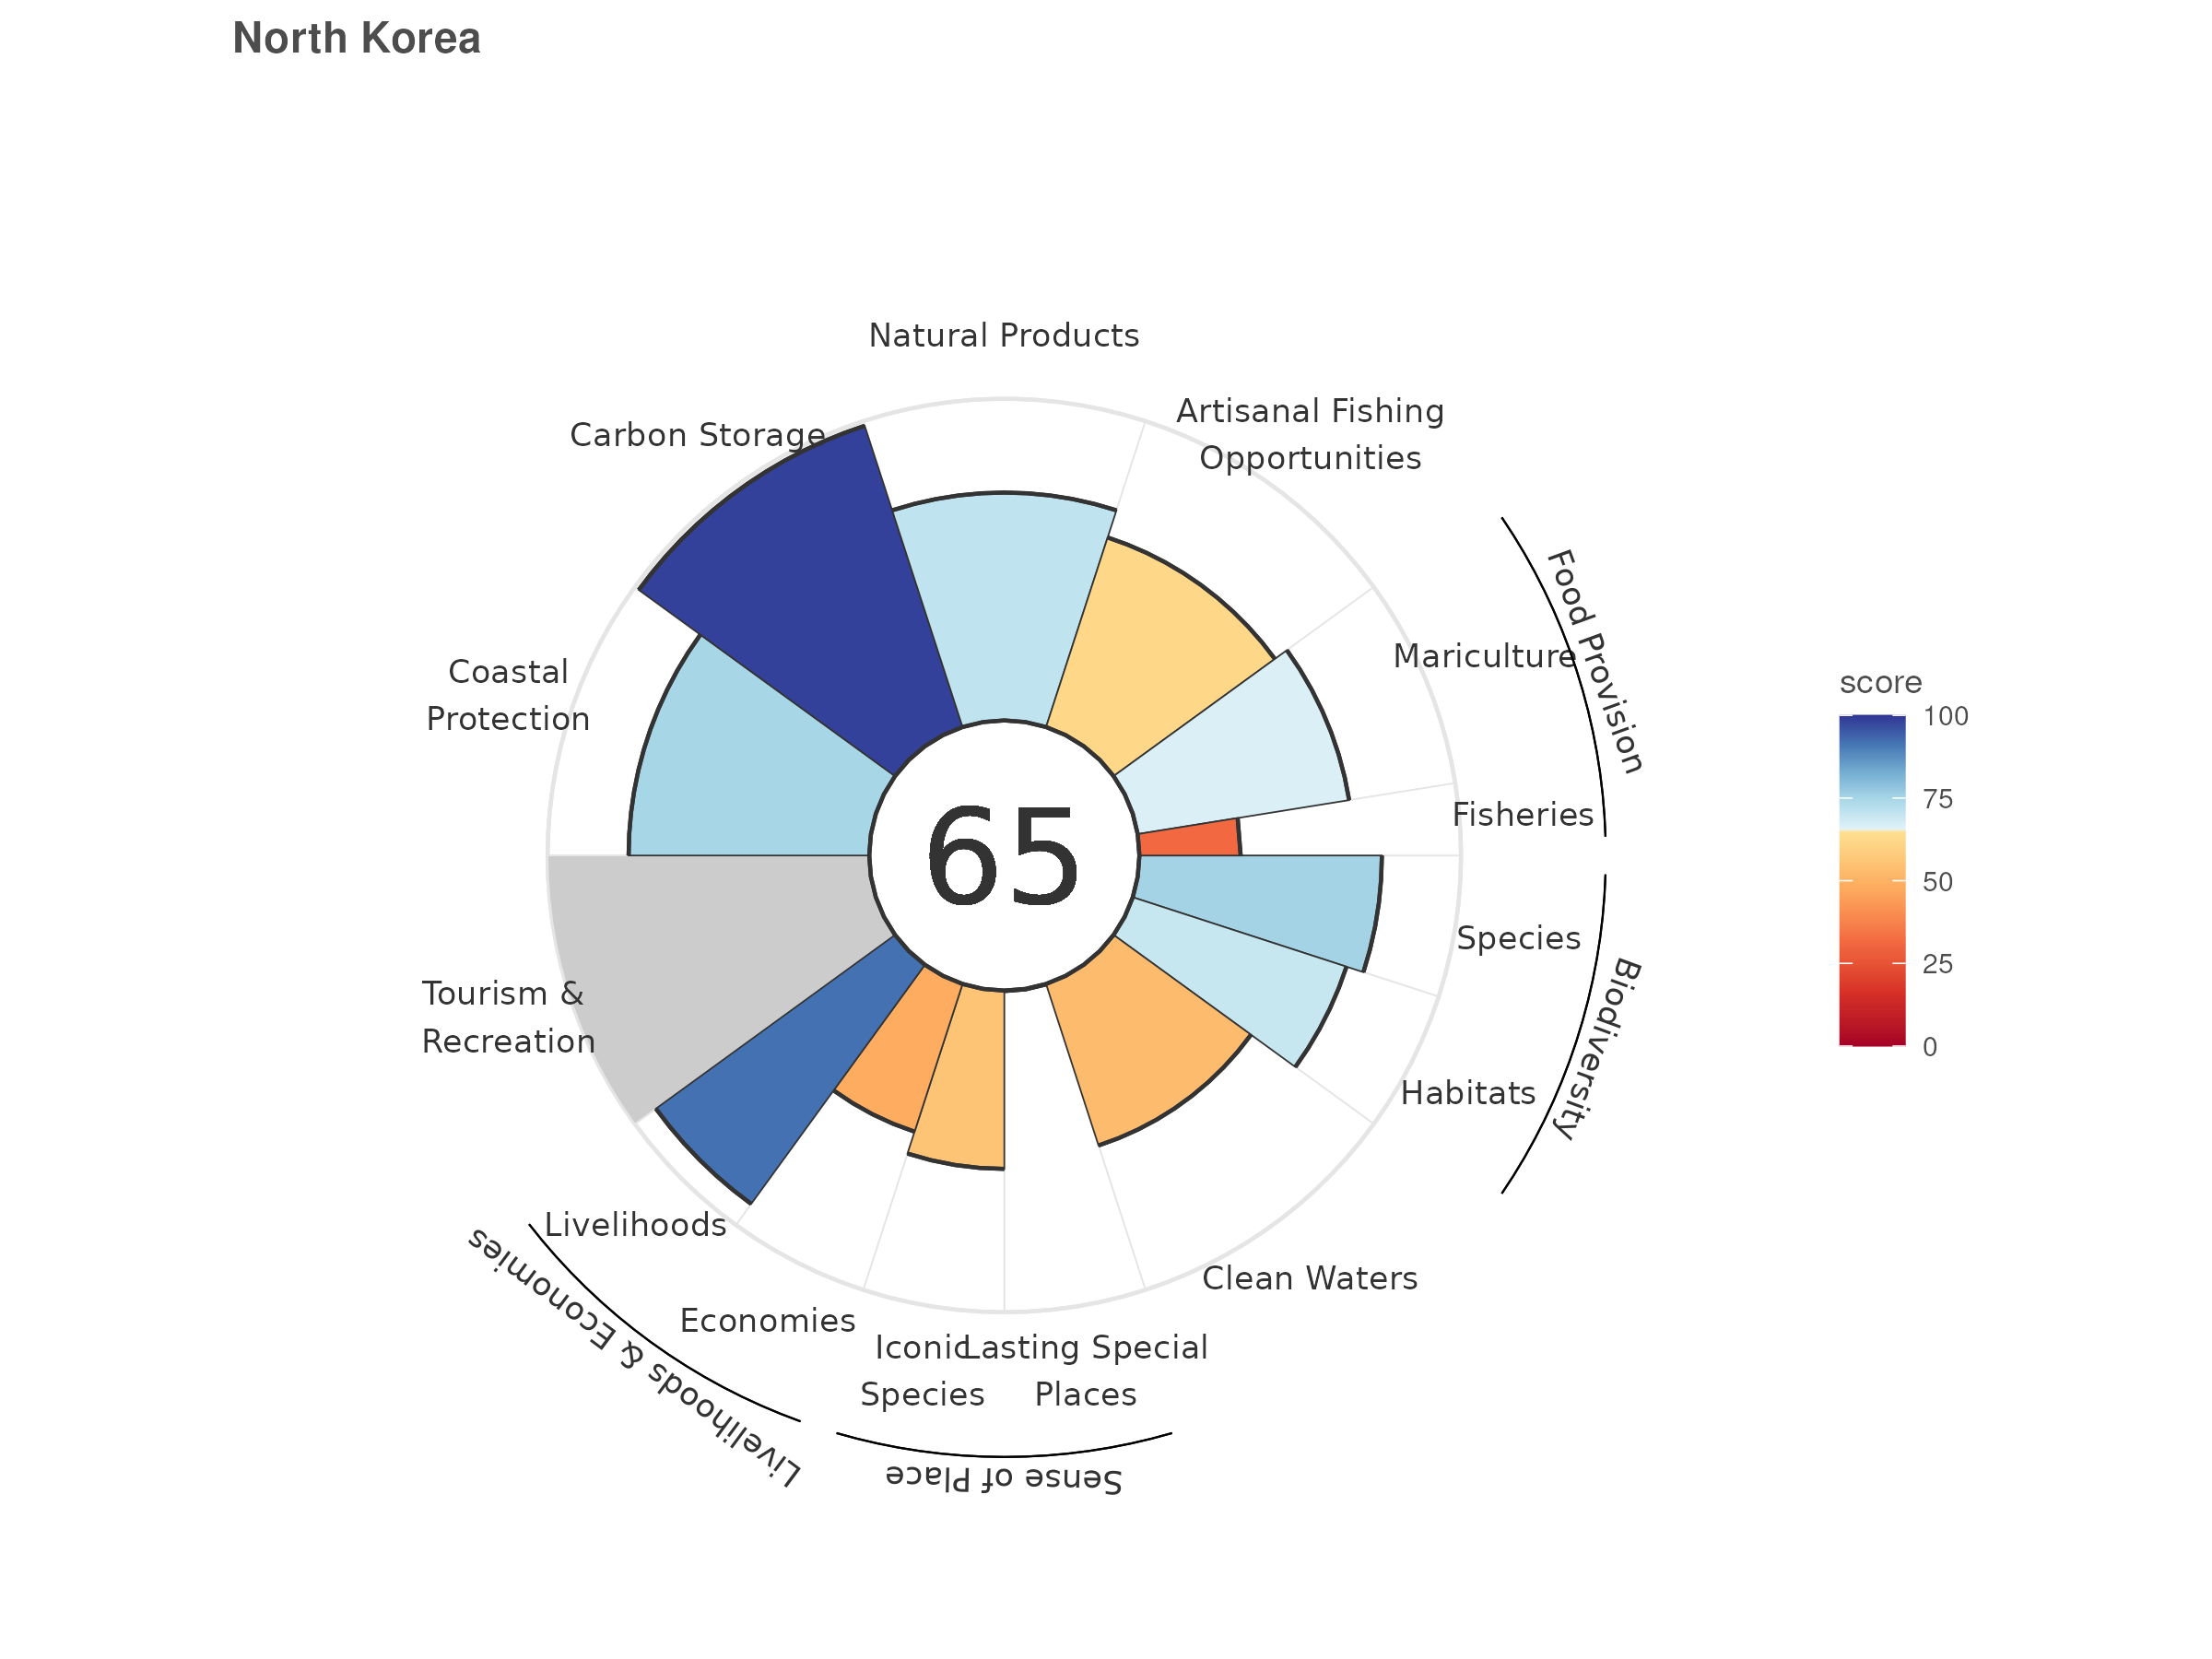 North Korea
Natural Products
Artisanal Fishing
Opportunities
Carbon Storage
Food Provision
Mariculture
Coastal
Protection
Fisheries
65
Species
Biodiversity
Tourism &
Recreation
Habitats
Livelihoods
Clean Waters
Economies
Livelihoods & Economies
Iconic
Species
Lasting Special
Places
Sense of Place
score
100
75
50
25
0